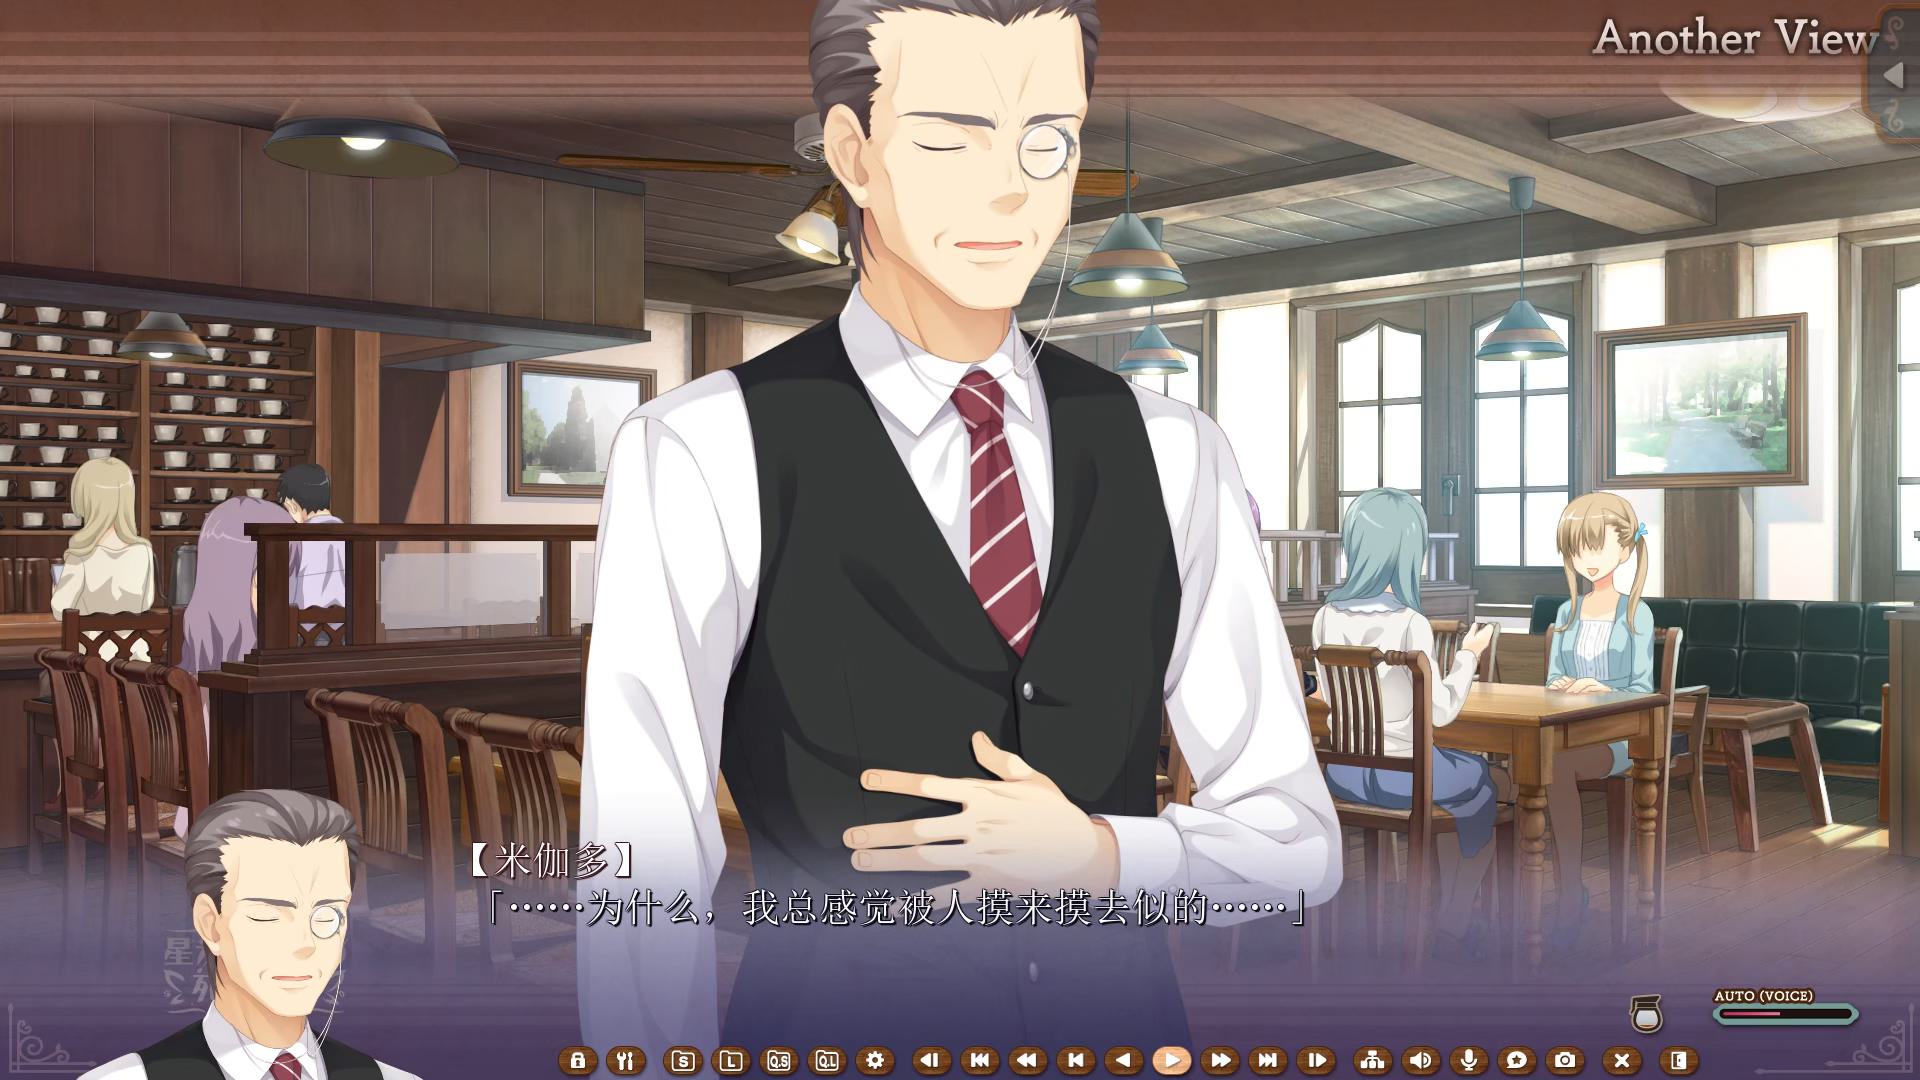 Another View
【米伽多】
「……为什么，我总感觉被人摸来摸去似的……」
AUTO (VOICE)
S
L
Q.S
Q.L